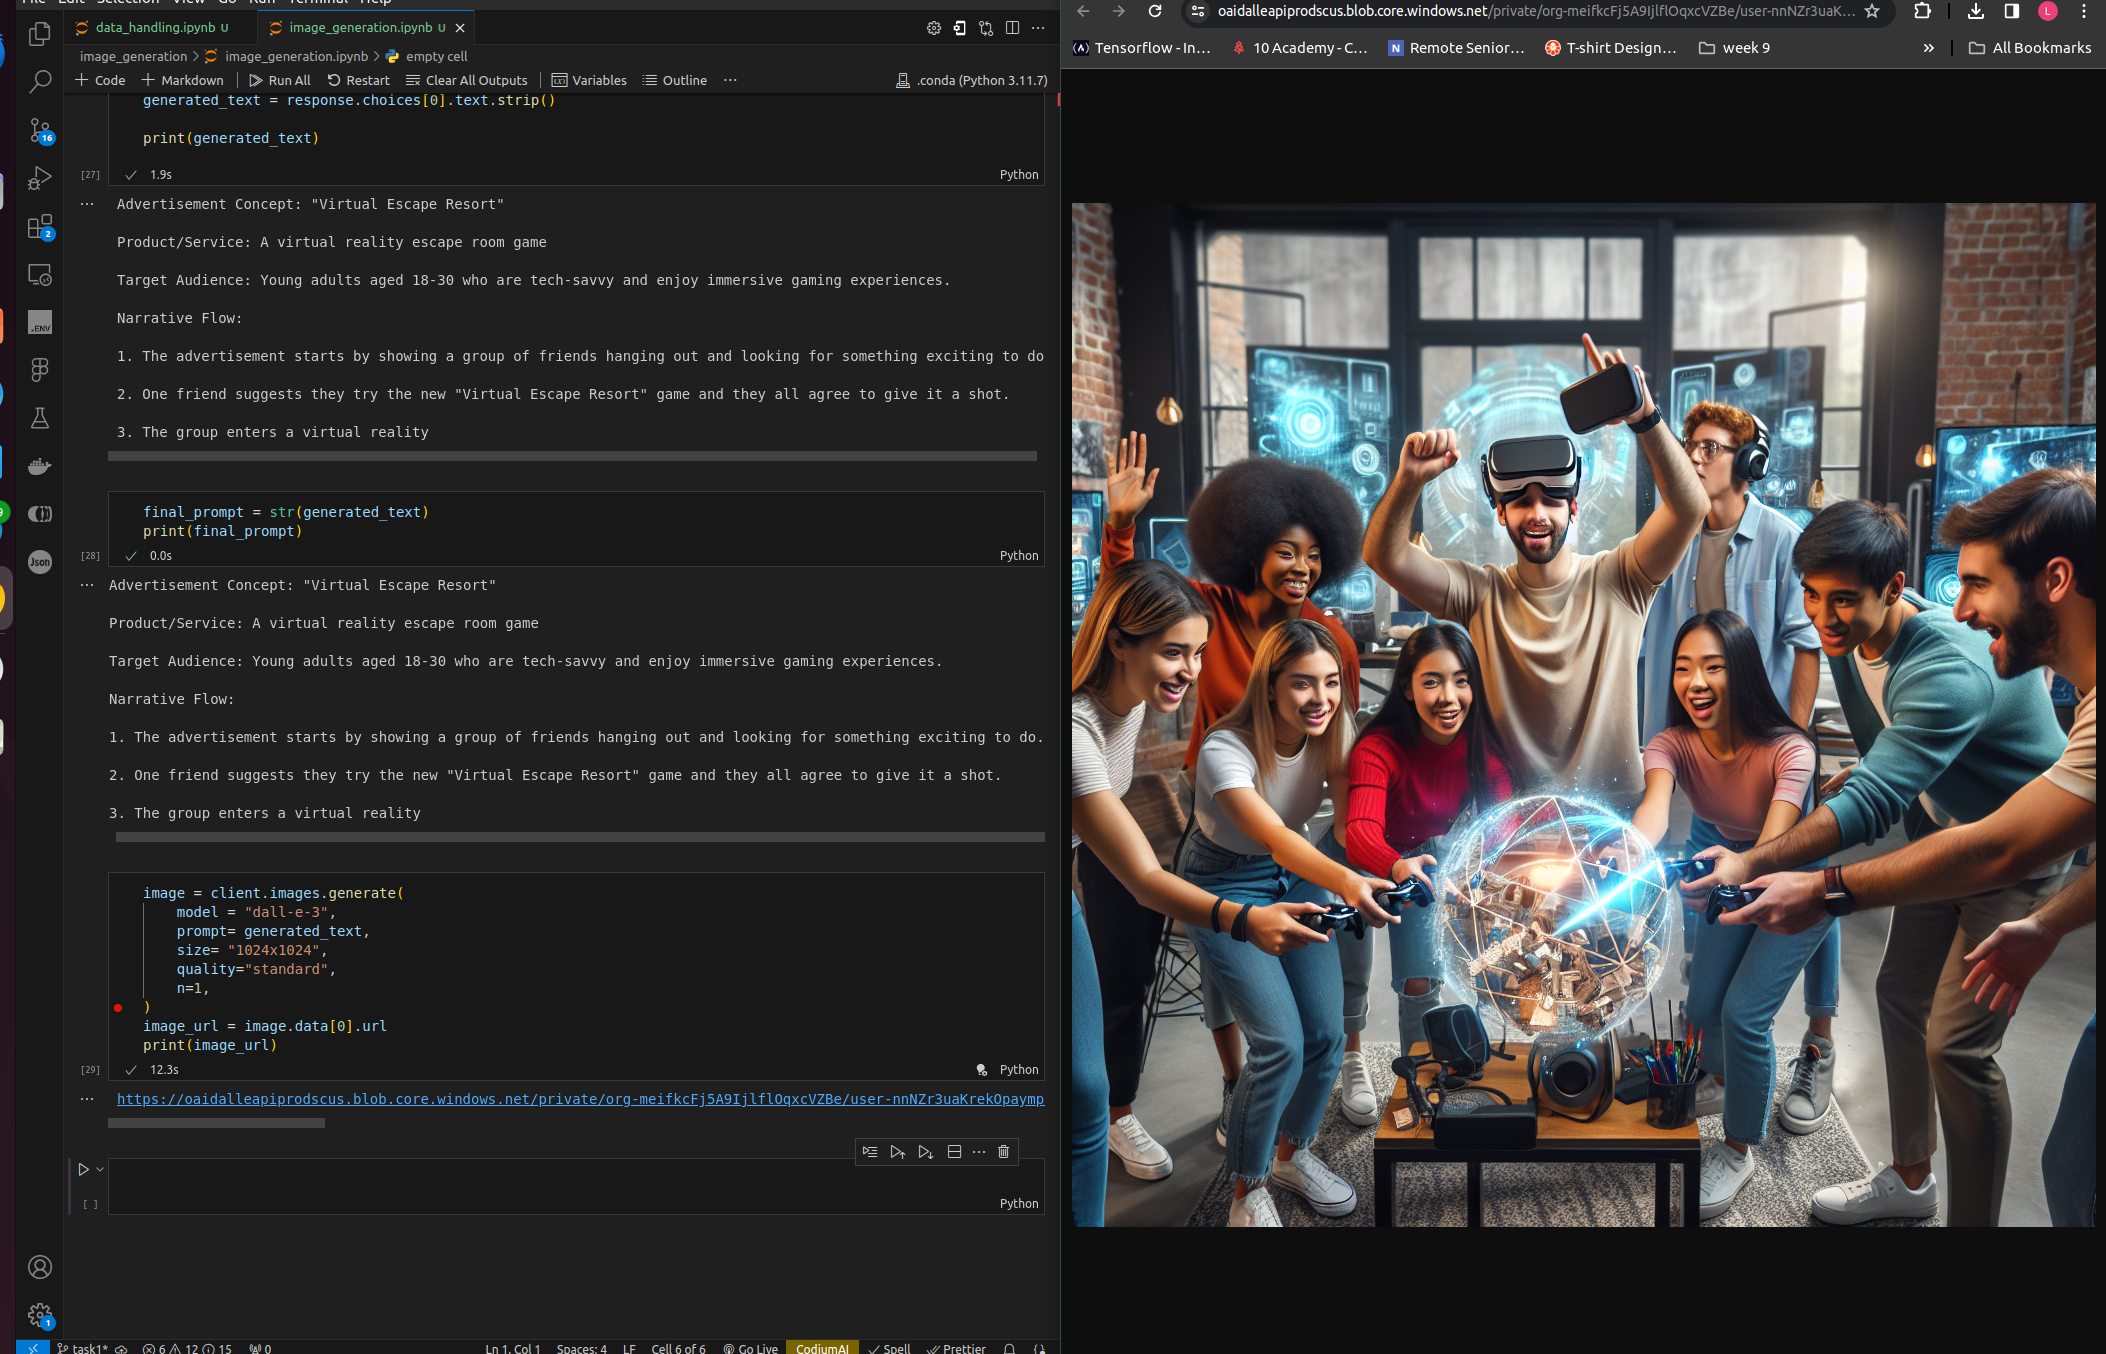 File Edit Selection View Go Run Terminal Help
data_handling.ipynb U
image_generation.ipynb U
image_generation > image_generation.ipynb > empty cell
+ Code + Markdown | Run All Restart Clear All Outputs | Variables Outline ...
.conda (Python 3.11.7)
generated_text = response.choices[0].text.strip()
print(generated_text)
[27] 1.9s Python
Advertisement Concept: "Virtual Escape Resort"
Product/Service: A virtual reality escape room game
Target Audience: Young adults aged 18-30 who are tech-savvy and enjoy immersive gaming experiences.
Narrative Flow:
1. The advertisement starts by showing a group of friends hanging out and looking for something exciting to do
2. One friend suggests they try the new "Virtual Escape Resort" game and they all agree to give it a shot.
3. The group enters a virtual reality
final_prompt = str(generated_text)
print(final_prompt)
[28] 0.0s Python
Advertisement Concept: "Virtual Escape Resort"
Product/Service: A virtual reality escape room game
Target Audience: Young adults aged 18-30 who are tech-savvy and enjoy immersive gaming experiences.
Narrative Flow:
1. The advertisement starts by showing a group of friends hanging out and looking for something exciting to do.
2. One friend suggests they try the new "Virtual Escape Resort" game and they all agree to give it a shot.
3. The group enters a virtual reality
image = client.images.generate(
model = "dall-e-3",
prompt= generated_text,
size= "1024x1024",
quality="standard",
n=1,
)
image_url = image.data[0].url
print(image_url)
[29] 12.3s Python
https://oaidalleapiprodscus.blob.core.windows.net/private/org-meifkcFj5A9IjlflOqxcVZBe/user-nnNZr3uaKrekOpaymp
[ ] Python
16
2
.ENV
Json
9
1
task1* 6 12 15 0
Ln 1, Col 1 Spaces: 4 LF Cell 6 of 6 Go Live CodiumAI Spell Prettier
oaidalleapiprodscus.blob.core.windows.net/private/org-meifkcFj5A9IjlflOqxcVZBe/user-nnNZr3uaK...
L
Tensorflow - In... 10 Academy - C... N Remote Senior... T-shirt Design... week 9 » All Bookmarks